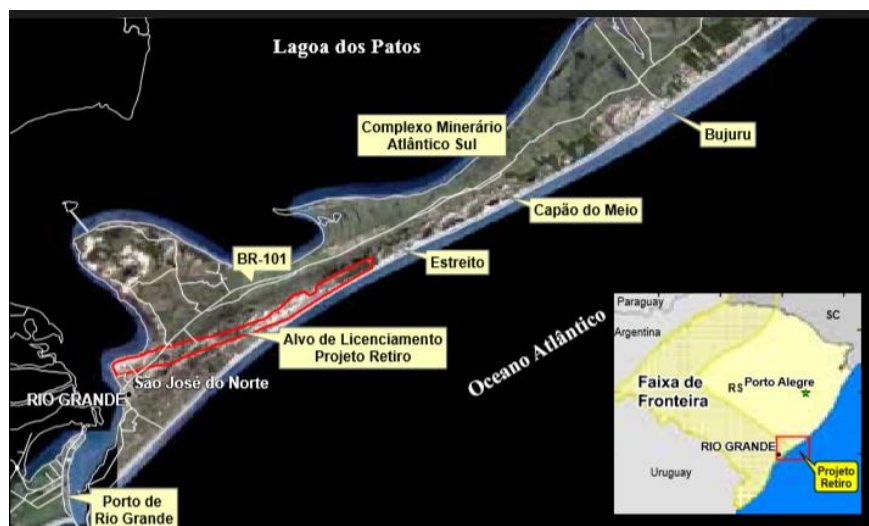 Lagoa dos Patos
Complexo Minerário
Atlântico Sul
Bujuru
Capão do Meio
BR-101
Estreito
Alvo de Licenciamento
Projeto Retiro
Oceano Atlântico
São José do Norte
RIO GRANDE
Porto de
Rio Grande
Paraguay
SC
Argentina
Faixa de
Fronteira
RS
Porto Alegre
RIO GRANDE
Uruguay
Projeto
Retiro